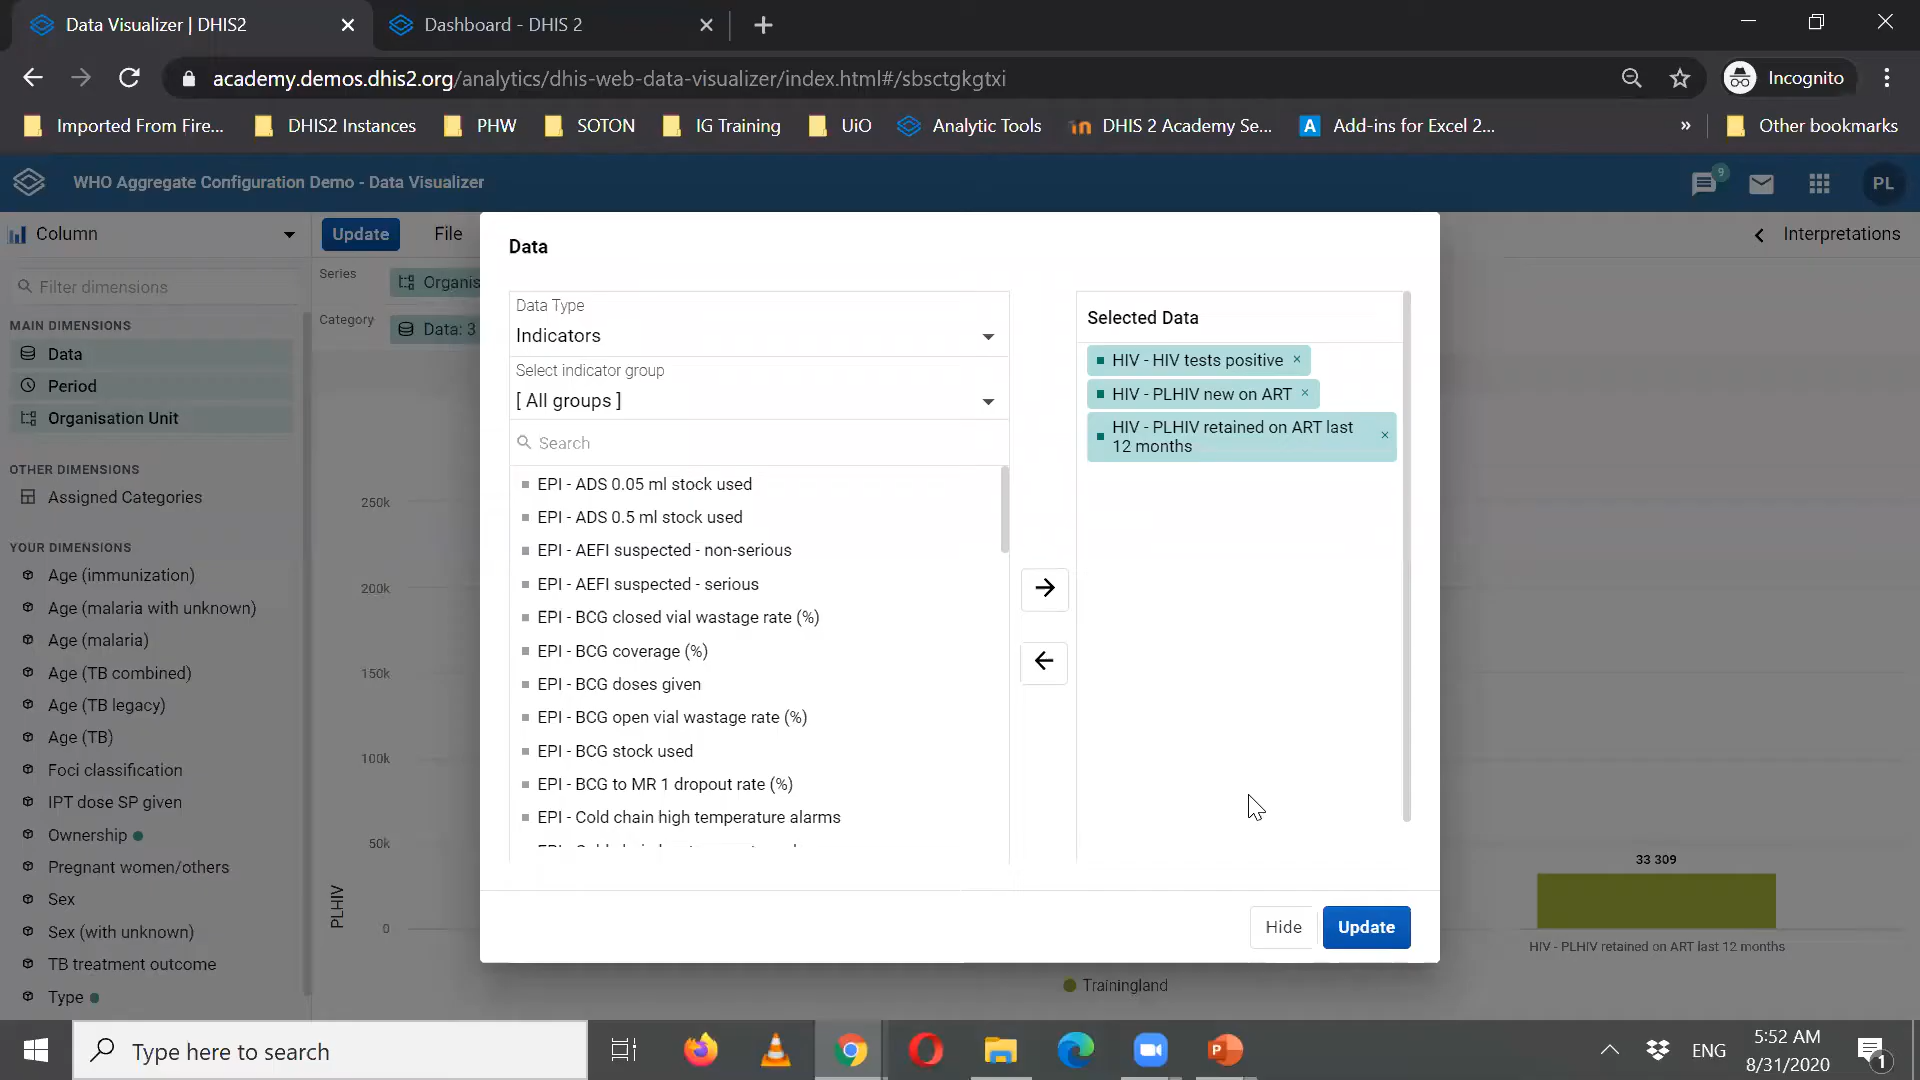 Data Visualizer | DHIS2
Dashboard - DHIS 2
academy.demos.dhis2.org/analytics/dhis-web-data-visualizer/index.html#/sbsctgkgtxi
Incognito
Imported From Fire...
DHIS2 Instances
PHW
SOTON
IG Training
UiO
Analytic Tools
DHIS 2 Academy Se...
Add-ins for Excel 2...
»
Other bookmarks
WHO Aggregate Configuration Demo - Data Visualizer
9
PL
Column
Update
File
Interpretations
Filter dimensions
Series
Organis
Category
Data: 3
MAIN DIMENSIONS
Data
Period
Organisation Unit
OTHER DIMENSIONS
Assigned Categories
YOUR DIMENSIONS
Age (immunization)
Age (malaria with unknown)
Age (malaria)
Age (TB combined)
Age (TB legacy)
Age (TB)
Foci classification
IPT dose SP given
Ownership
Pregnant women/others
Sex
Sex (with unknown)
TB treatment outcome
Type
250k
200k
150k
100k
50k
0
PLHIV
Data
Data Type
Indicators
Select indicator group
[ All groups ]
Search
EPI - ADS 0.05 ml stock used
EPI - ADS 0.5 ml stock used
EPI - AEFI suspected - non-serious
EPI - AEFI suspected - serious
EPI - BCG closed vial wastage rate (%)
EPI - BCG coverage (%)
EPI - BCG doses given
EPI - BCG open vial wastage rate (%)
EPI - BCG stock used
EPI - BCG to MR 1 dropout rate (%)
EPI - Cold chain high temperature alarms
Selected Data
HIV - HIV tests positive
HIV - PLHIV new on ART
HIV - PLHIV retained on ART last
12 months
Hide
Update
33 309
HIV - PLHIV retained on ART last 12 months
Trainingland
Type here to search
ENG
5:52 AM
8/31/2020
1